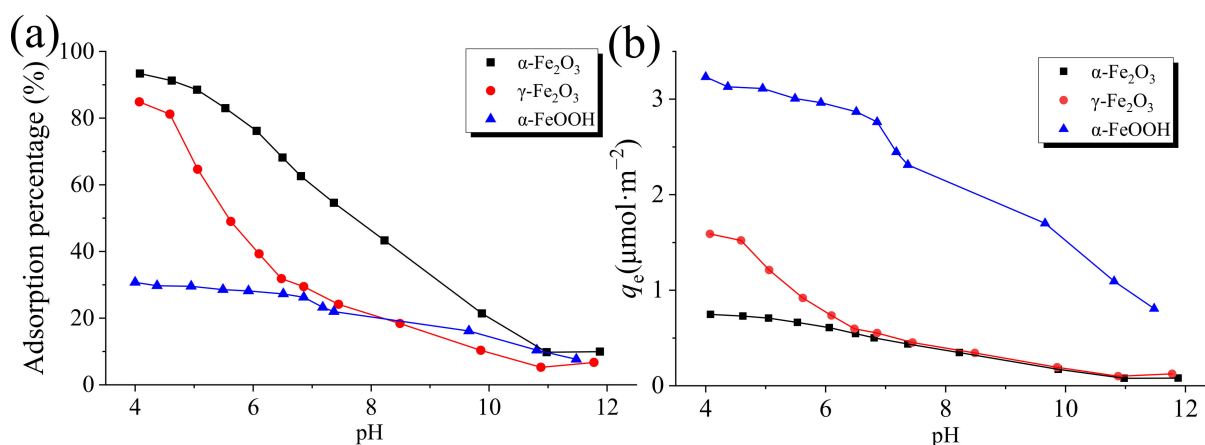 (a)
Adsorption percentage (%)
100
80
60
40
20
0
4
6
8
10
12
pH
α-Fe₂O₃
γ-Fe₂O₃
α-FeOOH
(b)
qₑ(μmol·m⁻²)
3
2
1
0
4
6
8
10
12
pH
α-Fe₂O₃
γ-Fe₂O₃
α-FeOOH